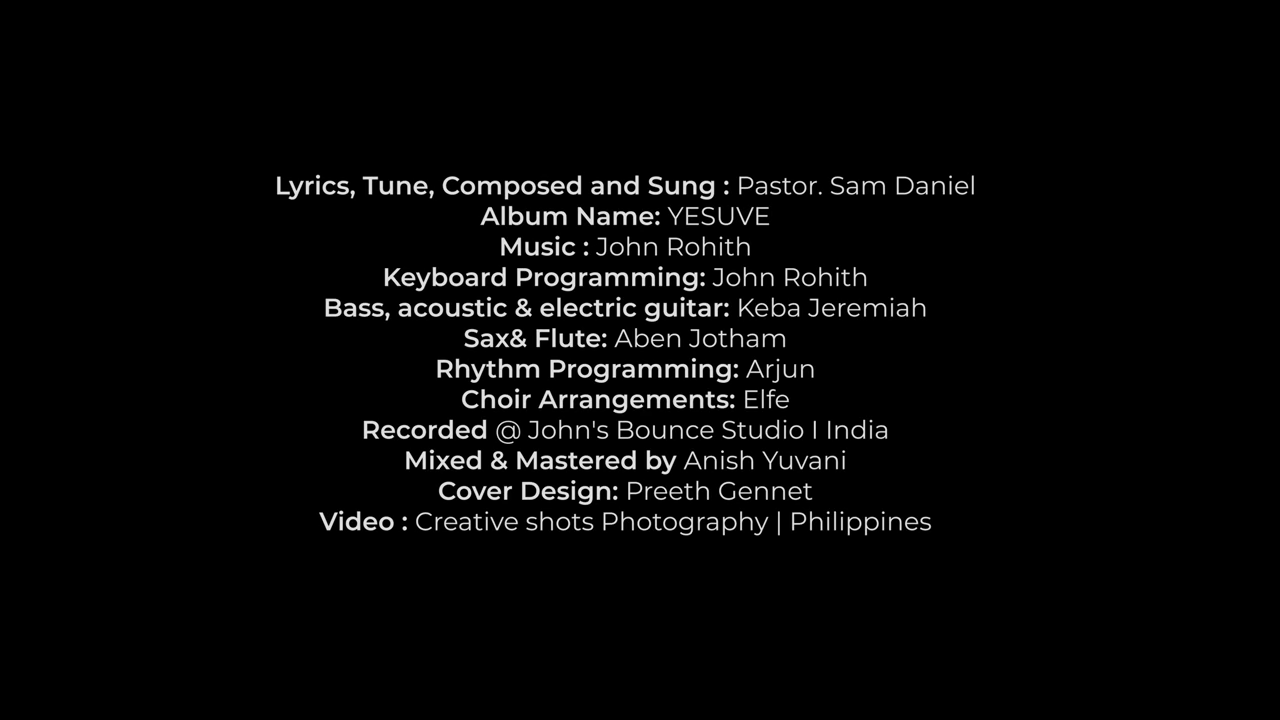 Lyrics, Tune, Composed and Sung : Pastor. Sam Daniel
Album Name: YESUVE
Music : John Rohith
Keyboard Programming: John Rohith
Bass, acoustic & electric guitar: Keba Jeremiah
Sax& Flute: Aben Jotham
Rhythm Programming: Arjun
Choir Arrangements: Elfe
Recorded @ John's Bounce Studio I India
Mixed & Mastered by Anish Yuvani
Cover Design: Preeth Gennet
Video : Creative shots Photography | Philippines